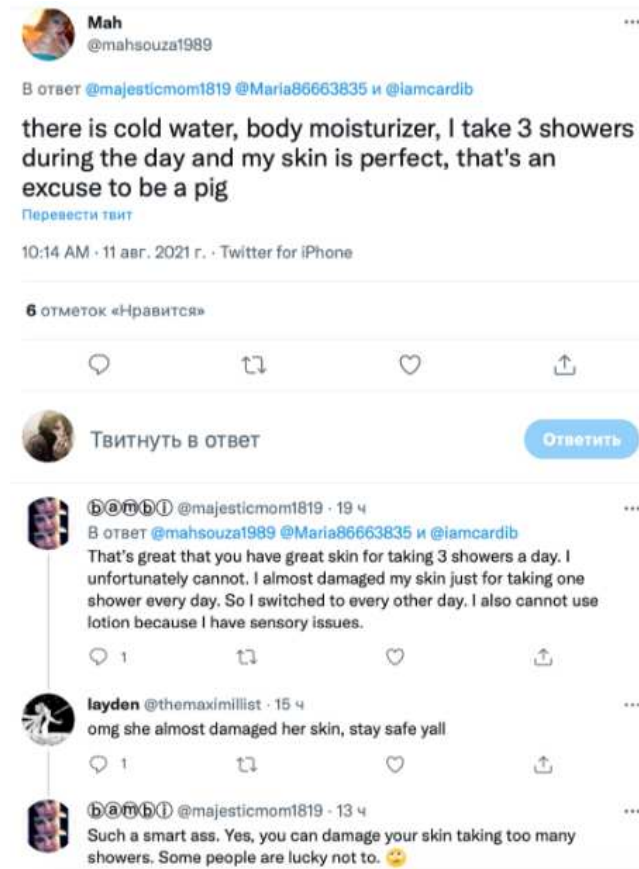 Mah
@mahsouza1989
В ответ @majesticmom1819 @Maria86663835 и @iamcardib
there is cold water, body moisturizer, I take 3 showers
during the day and my skin is perfect, that's an
excuse to be a pig
Перевести твит
10:14 AM · 11 авг. 2021 г. · Twitter for iPhone
6 отметок «Нравится»
Твитнуть в ответ
Ответить
ⓑⓐⓜⓑⓘ @majesticmom1819 · 19 ч
В ответ @mahsouza1989 @Maria86663835 и @iamcardib
That's great that you have great skin for taking 3 showers a day. I
unfortunately cannot. I almost damaged my skin just for taking one
shower every day. So I switched to every other day. I also cannot use
lotion because I have sensory issues.
1
layden @themaximillist · 15 ч
omg she almost damaged her skin, stay safe yall
1
ⓑⓐⓜⓑⓘ @majesticmom1819 · 13 ч
Such a smart ass. Yes, you can damage your skin taking too many
showers. Some people are lucky not to. 🙄